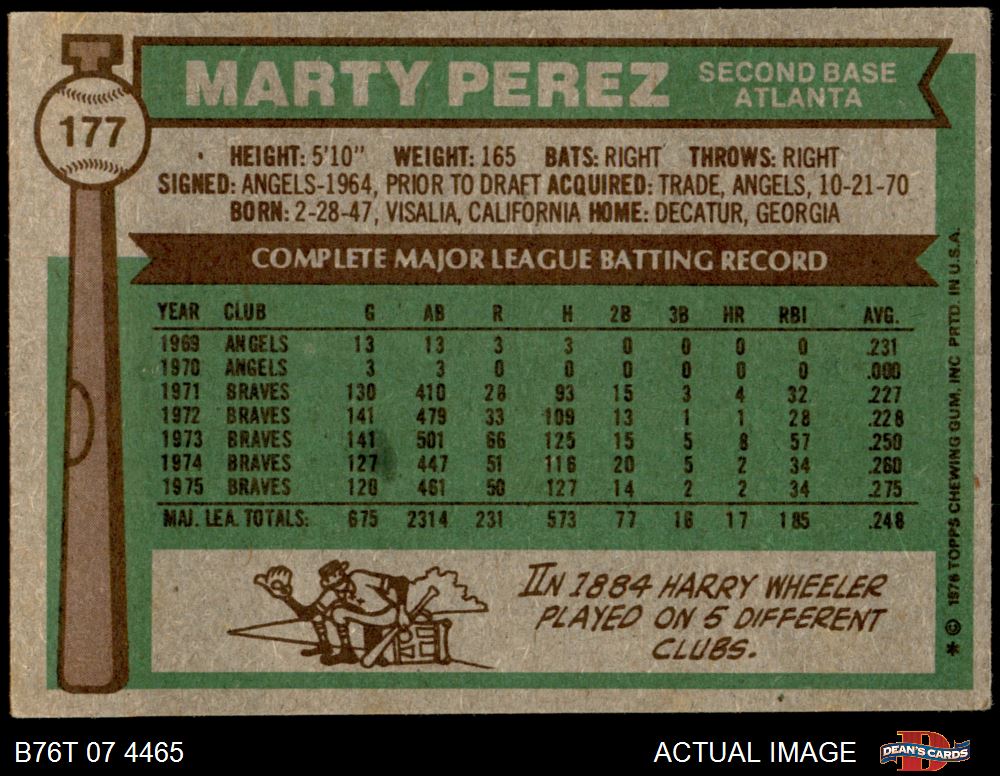 MARTY PEREZ
SECOND BASE
ATLANTA
177
HEIGHT: 5'10" WEIGHT: 165 BATS: RIGHT THROWS: RIGHT
SIGNED: ANGELS-1964, PRIOR TO DRAFT ACQUIRED: TRADE, ANGELS, 10-21-70
BORN: 2-28-47, VISALIA, CALIFORNIA HOME: DECATUR, GEORGIA
COMPLETE MAJOR LEAGUE BATTING RECORD
YEAR CLUB G AB R H 2B 3B HR RBI AVG.
1969 ANGELS 13 13 3 3 0 0 0 0 .231
1970 ANGELS 3 3 0 0 0 0 0 0 .000
1971 BRAVES 130 410 28 93 15 3 4 32 .227
1972 BRAVES 141 479 33 109 13 1 1 28 .228
1973 BRAVES 141 501 66 125 15 5 8 57 .250
1974 BRAVES 127 447 51 116 20 5 2 34 .260
1975 BRAVES 120 461 50 127 14 2 2 34 .275
MAJ. LEA. TOTALS: 675 2314 231 573 77 16 17 185 .248
IN 1884 HARRY WHEELER
PLAYED ON 5 DIFFERENT
CLUBS.
* © 1976 TOPPS CHEWING GUM, INC PRTD. IN U.S.A.
B76T 07 4465
ACTUAL IMAGE
D
DEAN'S CARDS